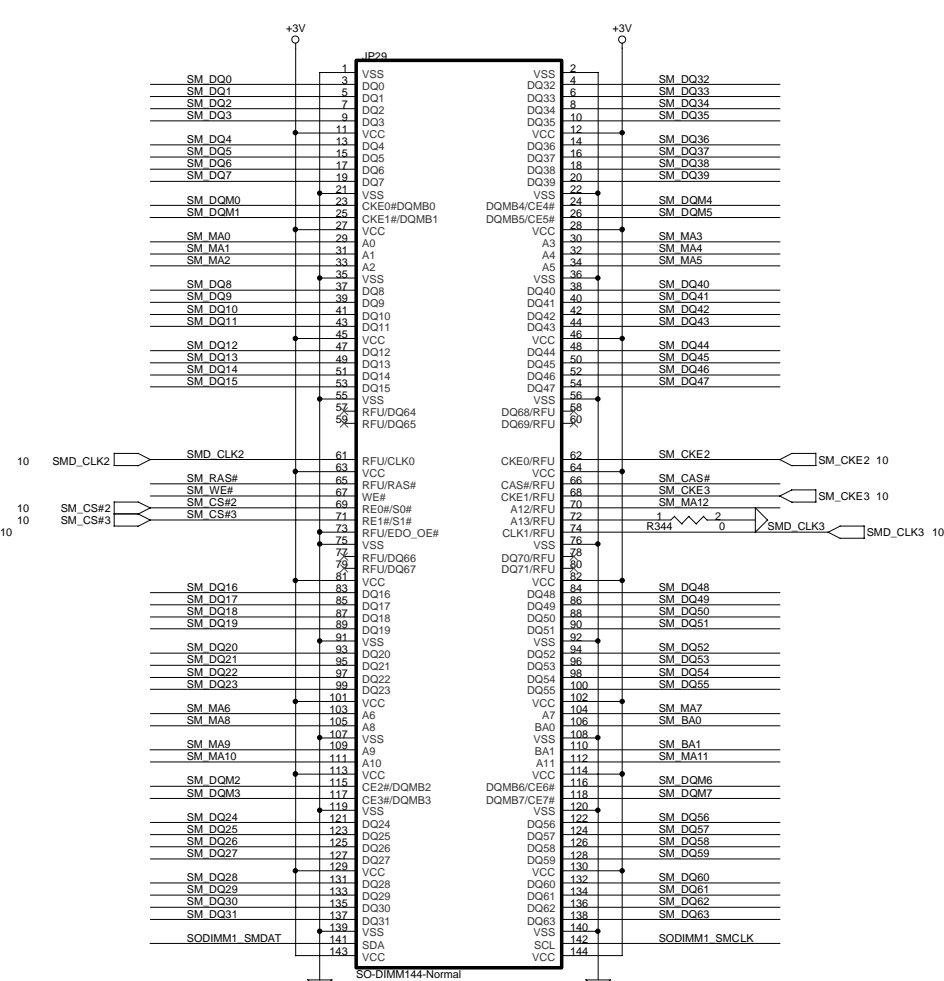 +3V +3V
JP29
1 VSS VSS 2
SM_DQ0 3 DQ0 DQ32 4 SM_DQ32
SM_DQ1 5 DQ1 DQ33 6 SM_DQ33
SM_DQ2 7 DQ2 DQ34 8 SM_DQ34
SM_DQ3 9 DQ3 DQ35 10 SM_DQ35
11 VCC VCC 12
SM_DQ4 13 DQ4 DQ36 14 SM_DQ36
SM_DQ5 15 DQ5 DQ37 16 SM_DQ37
SM_DQ6 17 DQ6 DQ38 18 SM_DQ38
SM_DQ7 19 DQ7 DQ39 20 SM_DQ39
21 VSS VSS 22
SM_DQM0 23 CKE0#DQMB0 DQMB4/CE4# 24 SM_DQM4
SM_DQM1 25 CKE1#/DQMB1 DQMB5/CE5# 26 SM_DQM5
27 VCC VCC 28
SM_MA0 29 A0 A3 30 SM_MA3
SM_MA1 31 A1 A4 32 SM_MA4
SM_MA2 33 A2 A5 34 SM_MA5
35 VSS VSS 36
SM_DQ8 37 DQ8 DQ40 38 SM_DQ40
SM_DQ9 39 DQ9 DQ41 40 SM_DQ41
SM_DQ10 41 DQ10 DQ42 42 SM_DQ42
SM_DQ11 43 DQ11 DQ43 44 SM_DQ43
45 VCC VCC 46
SM_DQ12 47 DQ12 DQ44 48 SM_DQ44
SM_DQ13 49 DQ13 DQ45 50 SM_DQ45
SM_DQ14 51 DQ14 DQ46 52 SM_DQ46
SM_DQ15 53 DQ15 DQ47 54 SM_DQ47
55 VSS VSS 56
57 RFU/DQ64 DQ68/RFU 58
59 RFU/DQ65 DQ69/RFU 60
10 SMD_CLK2 SMD_CLK2 61 RFU/CLK0 CKE0/RFU 62 SM_CKE2 SM_CKE2 10
63 VCC VCC 64
SM_RAS# 65 RFU/RAS# CAS#/RFU 66 SM_CAS#
SM_WE# 67 WE# CKE1/RFU 68 SM_CKE3 SM_CKE3 10
10 SM_CS#2 SM_CS#2 69 RE0#/S0# A12/RFU 70 SM_MA12
10 SM_CS#3 SM_CS#3 71 RE1#/S1# A13/RFU 72 1 2 R344 0
10 73 RFU/EDO_OE# CLK1/RFU 74 SMD_CLK3 SMD_CLK3 10
75 VSS VSS 76
77 RFU/DQ66 DQ70/RFU 78
79 RFU/DQ67 DQ71/RFU 80
81 VCC VCC 82
SM_DQ16 83 DQ16 DQ48 84 SM_DQ48
SM_DQ17 85 DQ17 DQ49 86 SM_DQ49
SM_DQ18 87 DQ18 DQ50 88 SM_DQ50
SM_DQ19 89 DQ19 DQ51 90 SM_DQ51
91 VSS VSS 92
SM_DQ20 93 DQ20 DQ52 94 SM_DQ52
SM_DQ21 95 DQ21 DQ53 96 SM_DQ53
SM_DQ22 97 DQ22 DQ54 98 SM_DQ54
SM_DQ23 99 DQ23 DQ55 100 SM_DQ55
101 VCC VCC 102
SM_MA6 103 A6 A7 104 SM_MA7
SM_MA8 105 A8 BA0 106 SM_BA0
107 VSS VSS 108
SM_MA9 109 A9 BA1 110 SM_BA1
SM_MA10 111 A10 A11 112 SM_MA11
113 VCC VCC 114
SM_DQM2 115 CE2#/DQMB2 DQMB6/CE6# 116 SM_DQM6
SM_DQM3 117 CE3#/DQMB3 DQMB7/CE7# 118 SM_DQM7
119 VSS VSS 120
SM_DQ24 121 DQ24 DQ56 122 SM_DQ56
SM_DQ25 123 DQ25 DQ57 124 SM_DQ57
SM_DQ26 125 DQ26 DQ58 126 SM_DQ58
SM_DQ27 127 DQ27 DQ59 128 SM_DQ59
129 VCC VCC 130
SM_DQ28 131 DQ28 DQ60 132 SM_DQ60
SM_DQ29 133 DQ29 DQ61 134 SM_DQ61
SM_DQ30 135 DQ30 DQ62 136 SM_DQ62
SM_DQ31 137 DQ31 DQ63 138 SM_DQ63
139 VSS VSS 140
SODIMM1_SMDAT 141 SDA SCL 142 SODIMM1_SMCLK
143 VCC VCC 144
SO-DIMM144-Normal